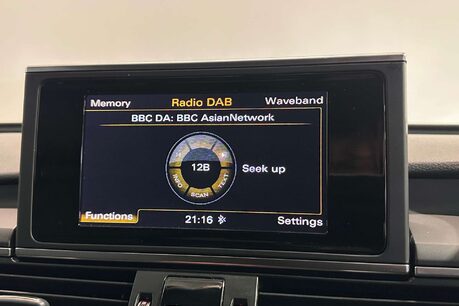 Memory Radio DAB Waveband
BBC DA: BBC AsianNetwork
12B Seek up
INFO SCAN TEXT
Functions 21:16 Settings